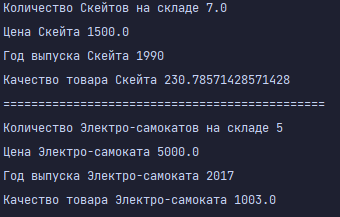 Количество Скейтов на складе 7.0
Цена Скейта 1500.0
Год выпуска Скейта 1990
Качество товара Скейта 230.78571428571428
==============================================
Количество Электро-самокатов на складе 5
Цена Электро-самоката 5000.0
Год выпуска Электро-самоката 2017
Качество товара Электро-самоката 1003.0